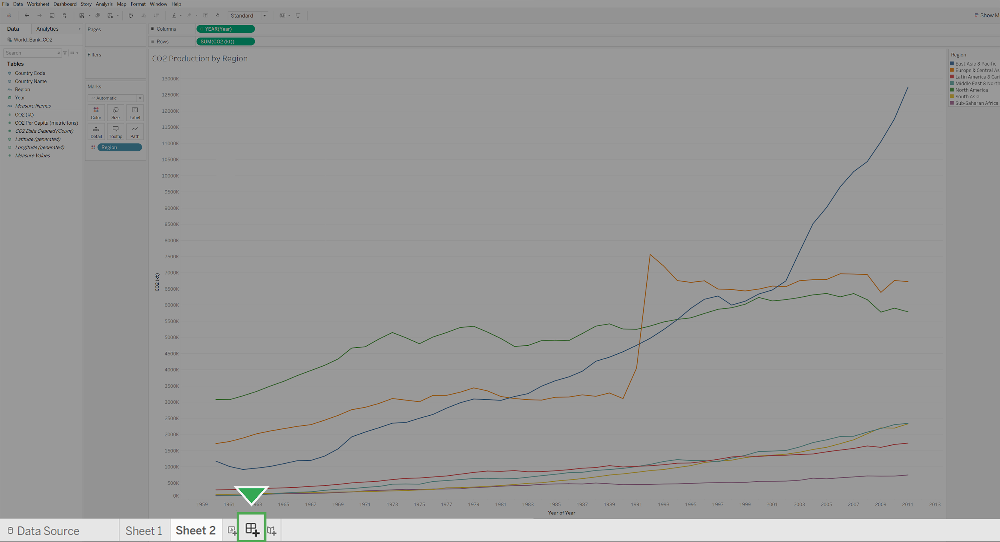 File Data Worksheet Dashboard Story Analysis Map Format Window Help
Standard
Show M
Data Analytics
World_Bank_CO2
Search
Tables
Country Code
Country Name
Abc Region
Year
Abc Measure Names
CO2 (kt)
CO2 Per Capita (metric tons)
CO2 Data Cleaned (Count)
Latitude (generated)
Longitude (generated)
Measure Values
Pages
Filters
Marks
Automatic
Color Size Label
Detail Tooltip Path
Region
Columns YEAR(Year)
Rows SUM(CO2 (kt))
CO2 Production by Region
13000K
12500K
12000K
11500K
11000K
10500K
10000K
9500K
9000K
8500K
8000K
7500K
7000K
6500K
6000K
5500K
5000K
4500K
4000K
3500K
3000K
2500K
2000K
1500K
1000K
500K
0K
CO2 (kt)
1959 1961 1963 1965 1967 1969 1971 1973 1975 1977 1979 1981 1983 1985 1987 1989 1991 1993 1995 1997 1999 2001 2003 2005 2007 2009 2011 2013
Year of Year
Region
East Asia & Pacific
Europe & Central As
Latin America & Cari
Middle East & North
North America
South Asia
Sub-Saharan Africa
Data Source Sheet 1 Sheet 2